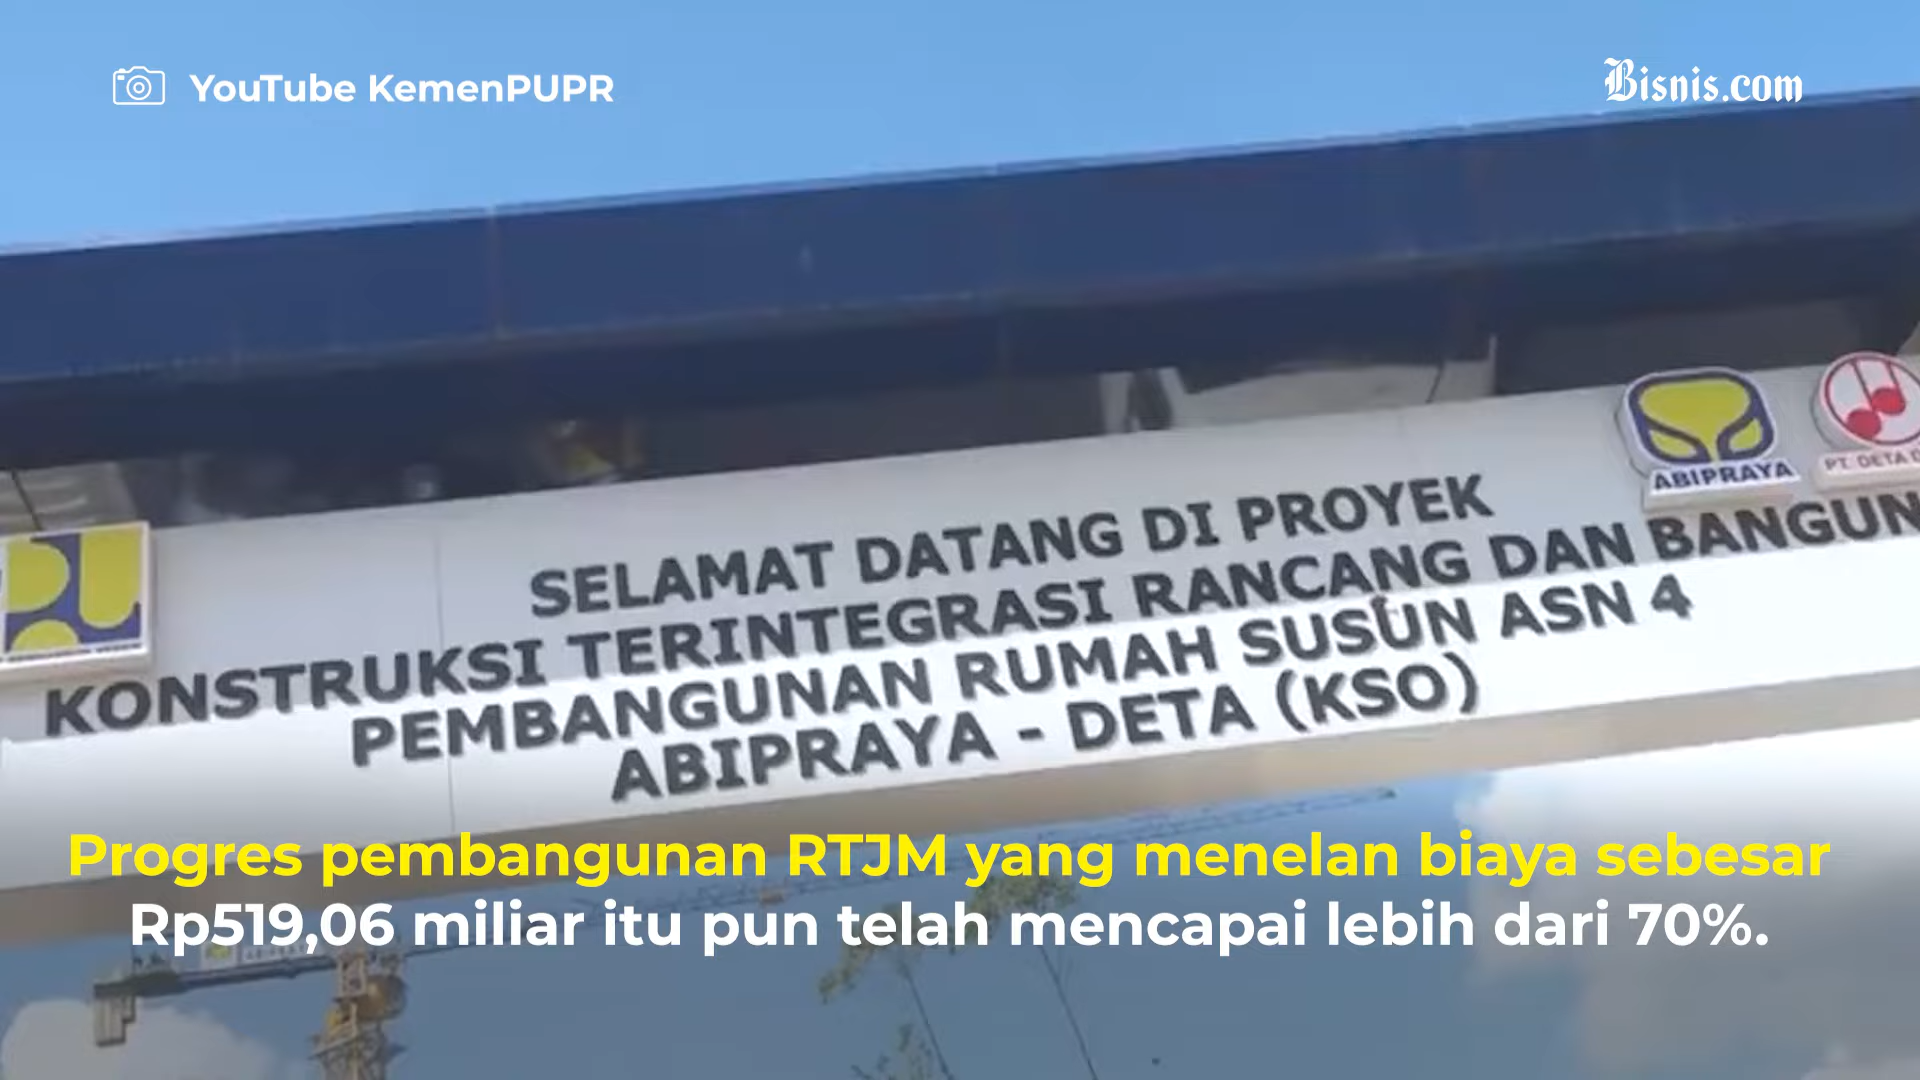 YouTube KemenPUPR
Bisnis.com
ABIPRAYA
PT. DETA
SELAMAT DATANG DI PROYEK
KONSTRUKSI TERINTEGRASI RANCANG DAN BANGUN
PEMBANGUNAN RUMAH SUSUN ASN 4
ABIPRAYA - DETA (KSO)
Progres pembangunan RTJM yang menelan biaya sebesar
Rp519,06 miliar itu pun telah mencapai lebih dari 70%.